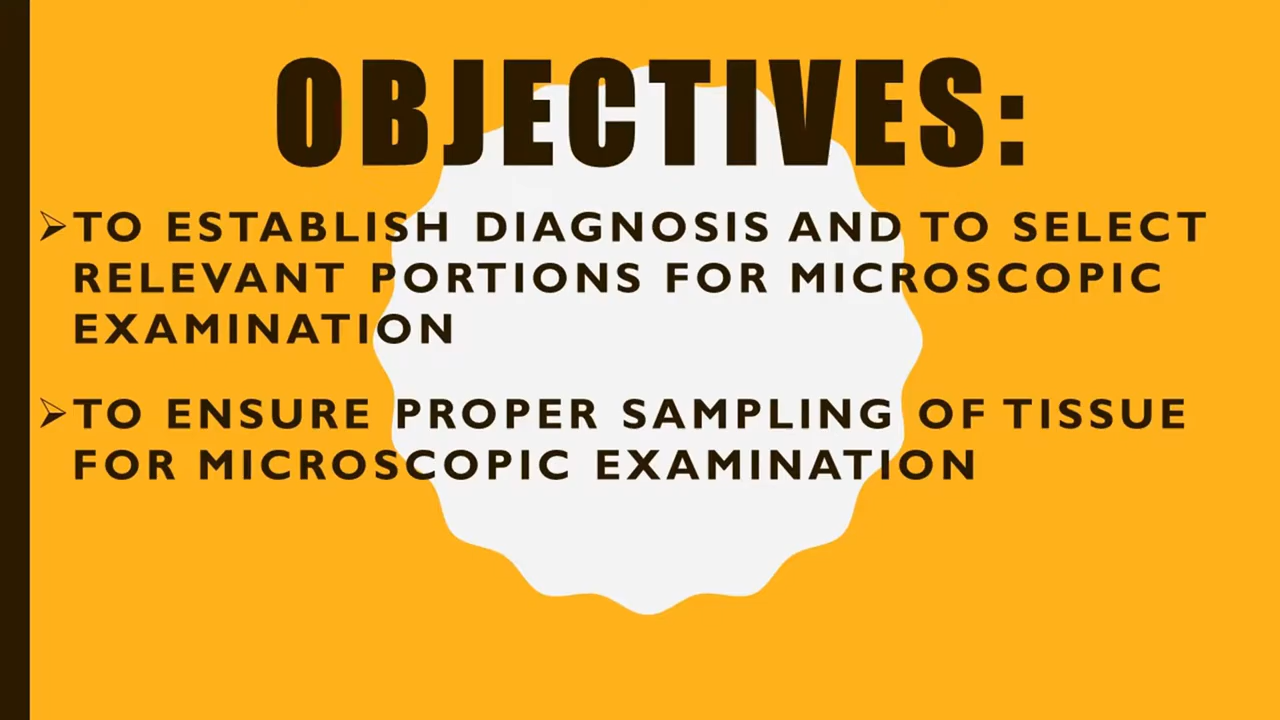 OBJECTIVES:
➢TO ESTABLISH DIAGNOSIS AND TO SELECT
RELEVANT PORTIONS FOR MICROSCOPIC
EXAMINATION
➢TO ENSURE PROPER SAMPLING OF TISSUE
FOR MICROSCOPIC EXAMINATION